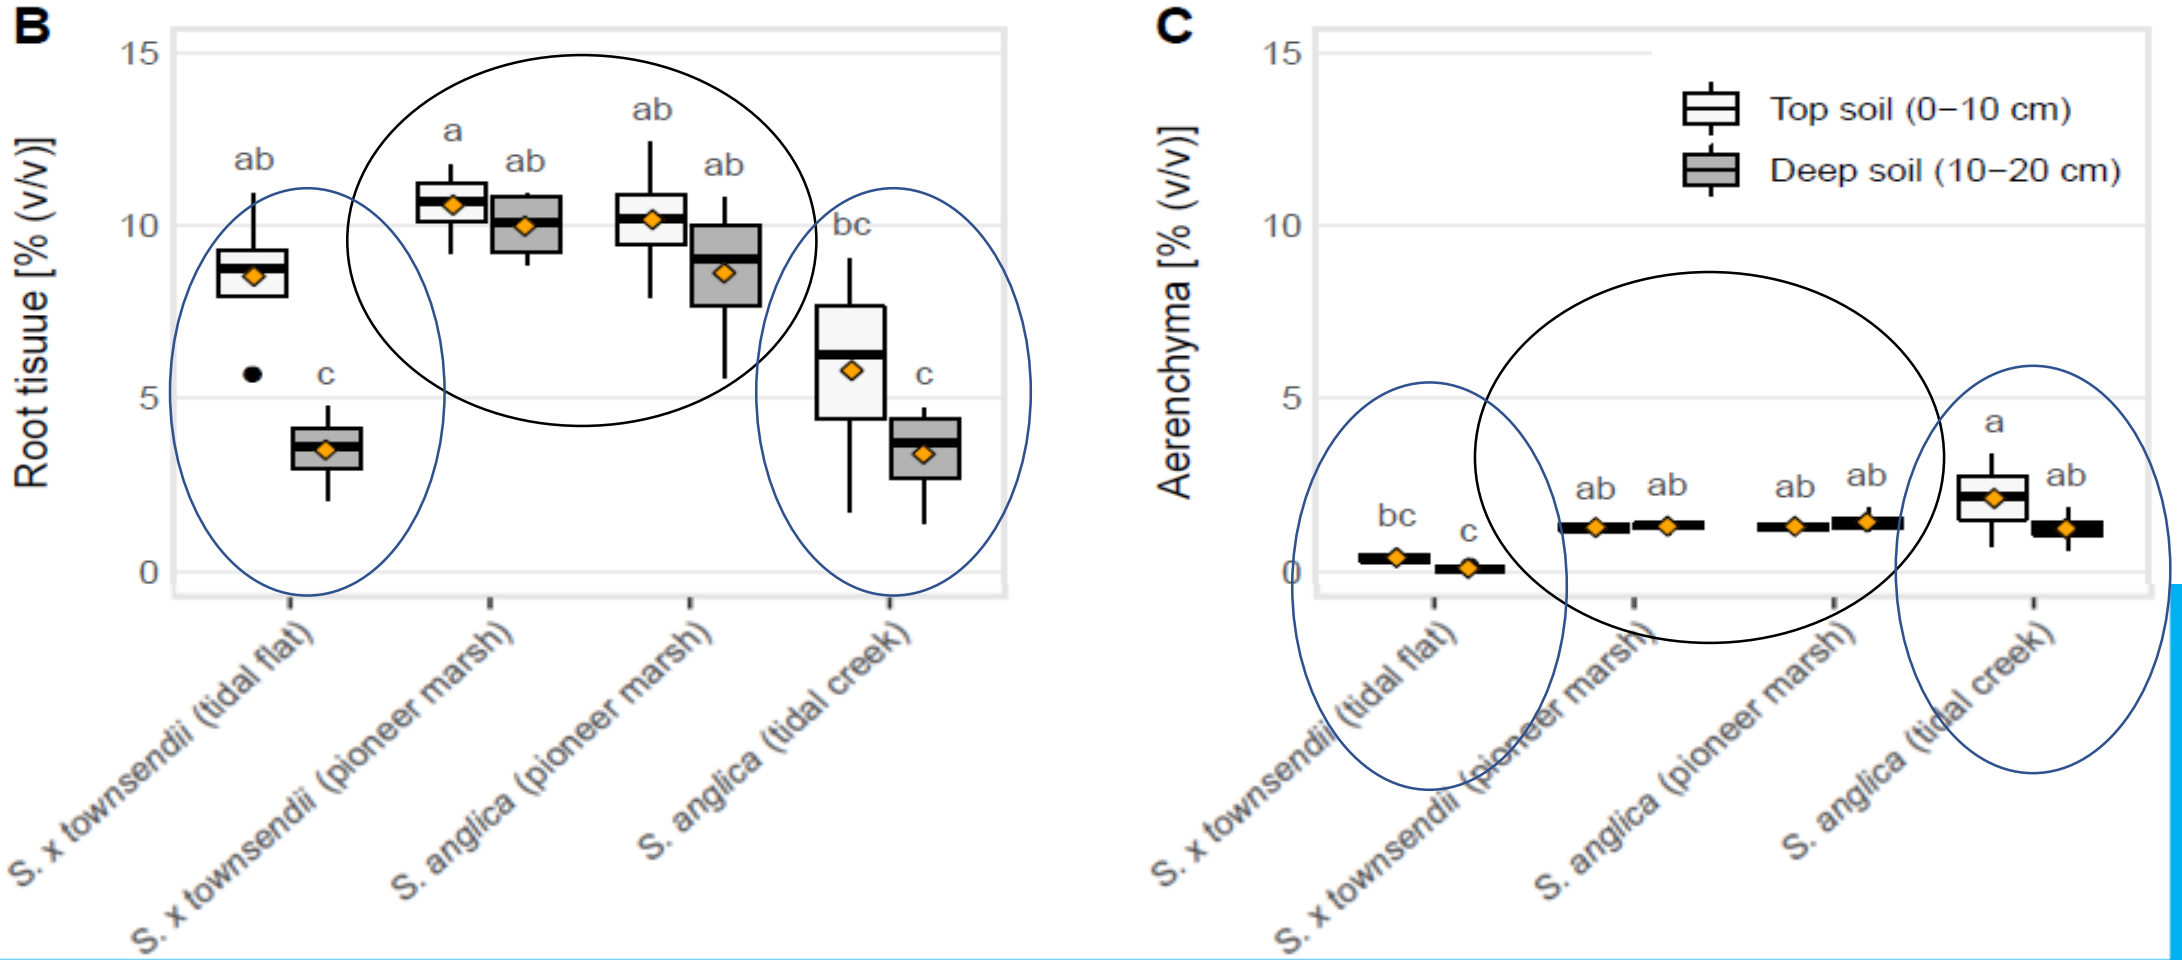 B
Root tisuue [% (v/v)]
15
10
5
0
ab
c
a
ab
ab
ab
bc
c
S. x townsendii (tidal flat)
S. x townsendii (pioneer marsh)
S. anglica (pioneer marsh)
S. anglica (tidal creek)
C
Aerenchyma [% (v/v)]
15
10
5
0
Top soil (0−10 cm)
Deep soil (10−20 cm)
bc
c
ab
ab
ab
ab
a
ab
S. x townsendii (tidal flat)
S. x townsendii (pioneer marsh)
S. anglica (pioneer marsh)
S. anglica (tidal creek)